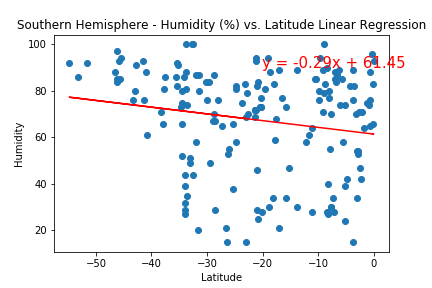 Southern Hemisphere - Humidity (%) vs. Latitude Linear Regression
y = -0.29x + 61.45
100
80
60
40
20
Humidity
−50
−40
−30
−20
−10
0
Latitude